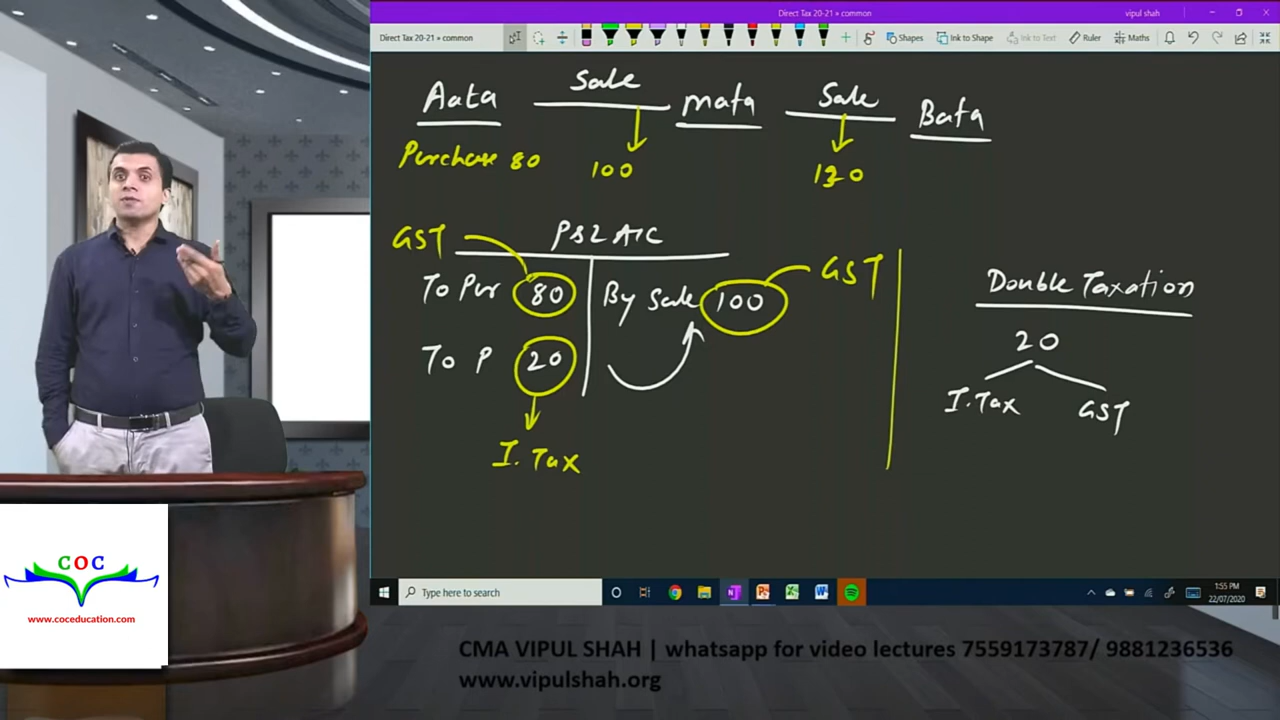 Direct Tax 20-21 » common
vipul shah
Direct Tax 20-21 » common
Shapes
Ink to Shape
Ink to Text
Ruler
Maths
Aata Sale mata Sale Bata
Purchase 80 100 120
GST P&L A/C GST
To Pur 80 By Sale 100
To P 20
I. Tax
Double Taxation
20
I.Tax GST
COC
www.coceducation.com
Type here to search
1:55 PM
22/07/2020
CMA VIPUL SHAH | whatsapp for video lectures 7559173787/ 9881236536
www.vipulshah.org